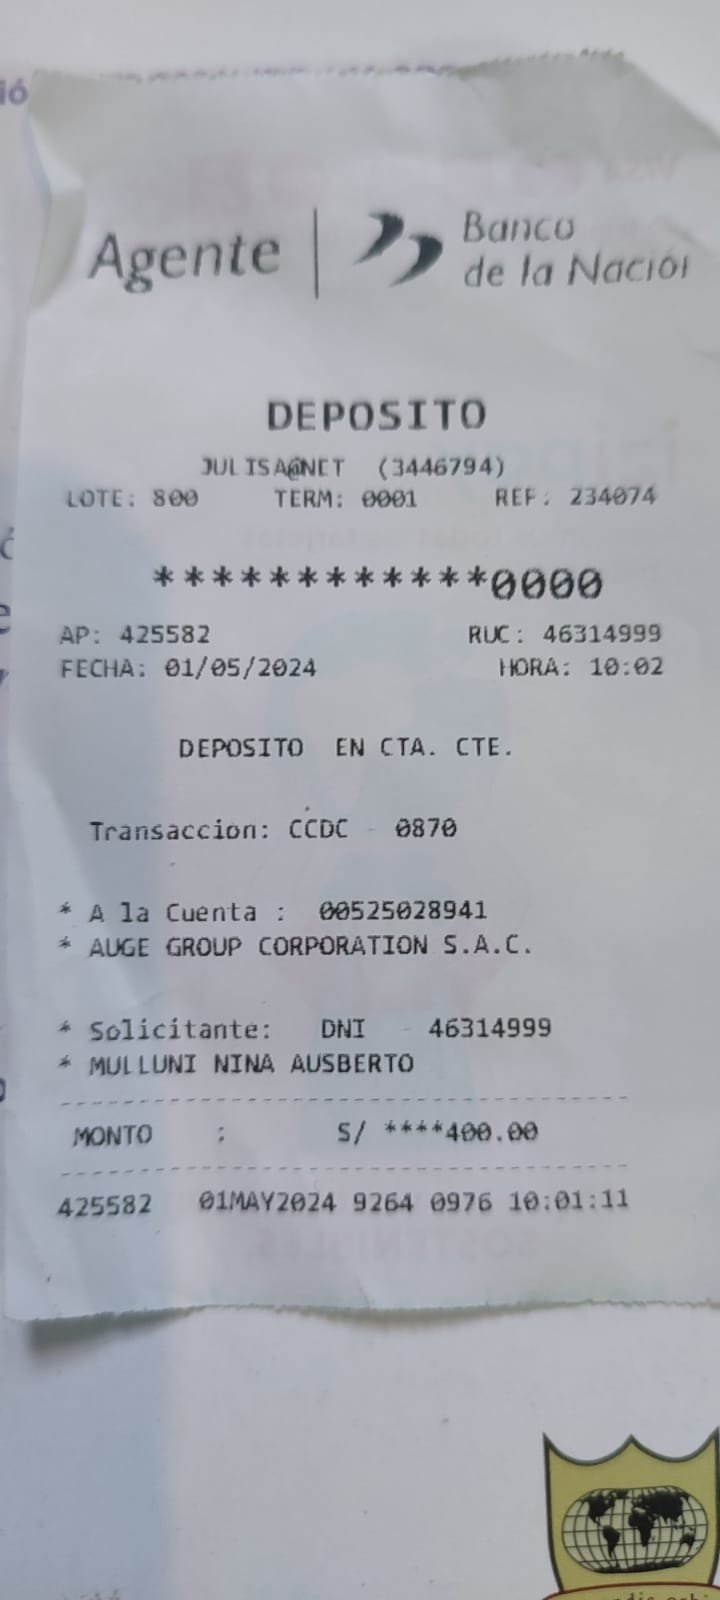 ió
Agente | Banco
de la Nación
DEPOSITO
JULISA@NET (3446794)
LOTE: 800 TERM: 0001 REF: 234074
************0000
AP: 425582 RUC: 46314999
FECHA: 01/05/2024 HORA: 10:02
DEPOSITO EN CTA. CTE.
Transaccion: CCDC - 0870
* A la Cuenta : 00525028941
* AUGE GROUP CORPORATION S.A.C.
* Solicitante: DNI - 46314999
* MULLUNI NINA AUSBERTO
MONTO : S/ ****400.00
425582 01MAY2024 9264 0976 10:01:11